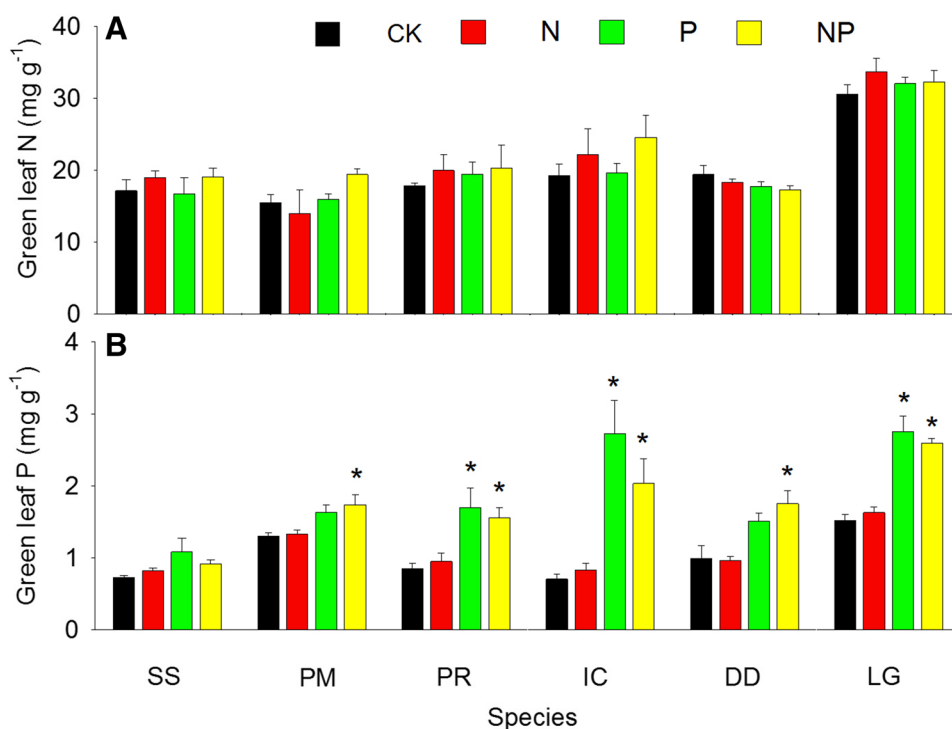 A
CK N P NP
Green leaf N (mg g⁻¹)
40
30
20
10
0
B
Green leaf P (mg g⁻¹)
4
3
2
1
0
*
* *
* *
*
* *
SS PM PR IC DD LG
Species